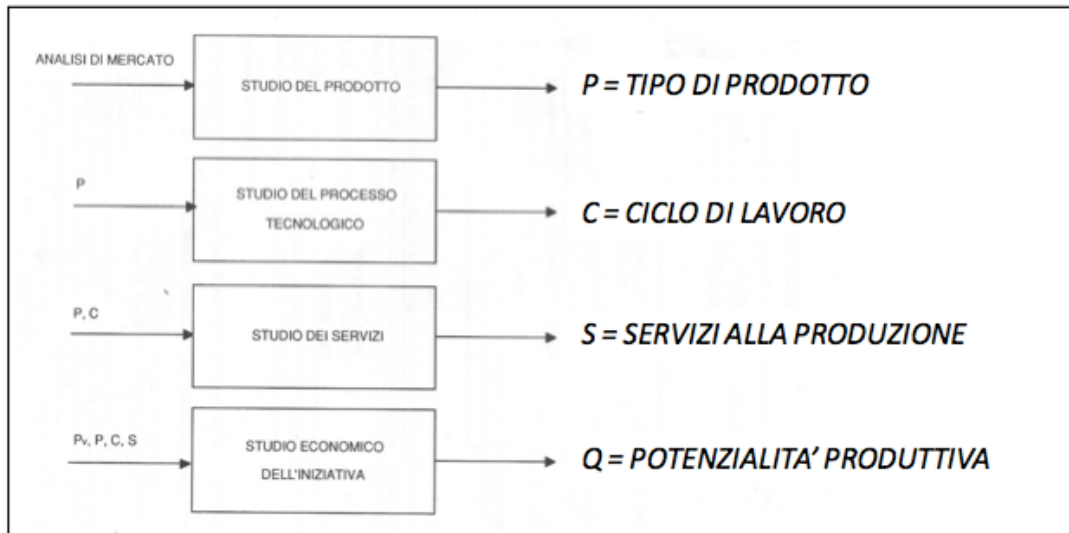 ANALISI DI MERCATO
STUDIO DEL PRODOTTO
P = TIPO DI PRODOTTO
P
STUDIO DEL PROCESSO
TECNOLOGICO
C = CICLO DI LAVORO
P, C
STUDIO DEI SERVIZI
S = SERVIZI ALLA PRODUZIONE
Pv, P, C, S
STUDIO ECONOMICO
DELL'INIZIATIVA
Q = POTENZIALITA' PRODUTTIVA